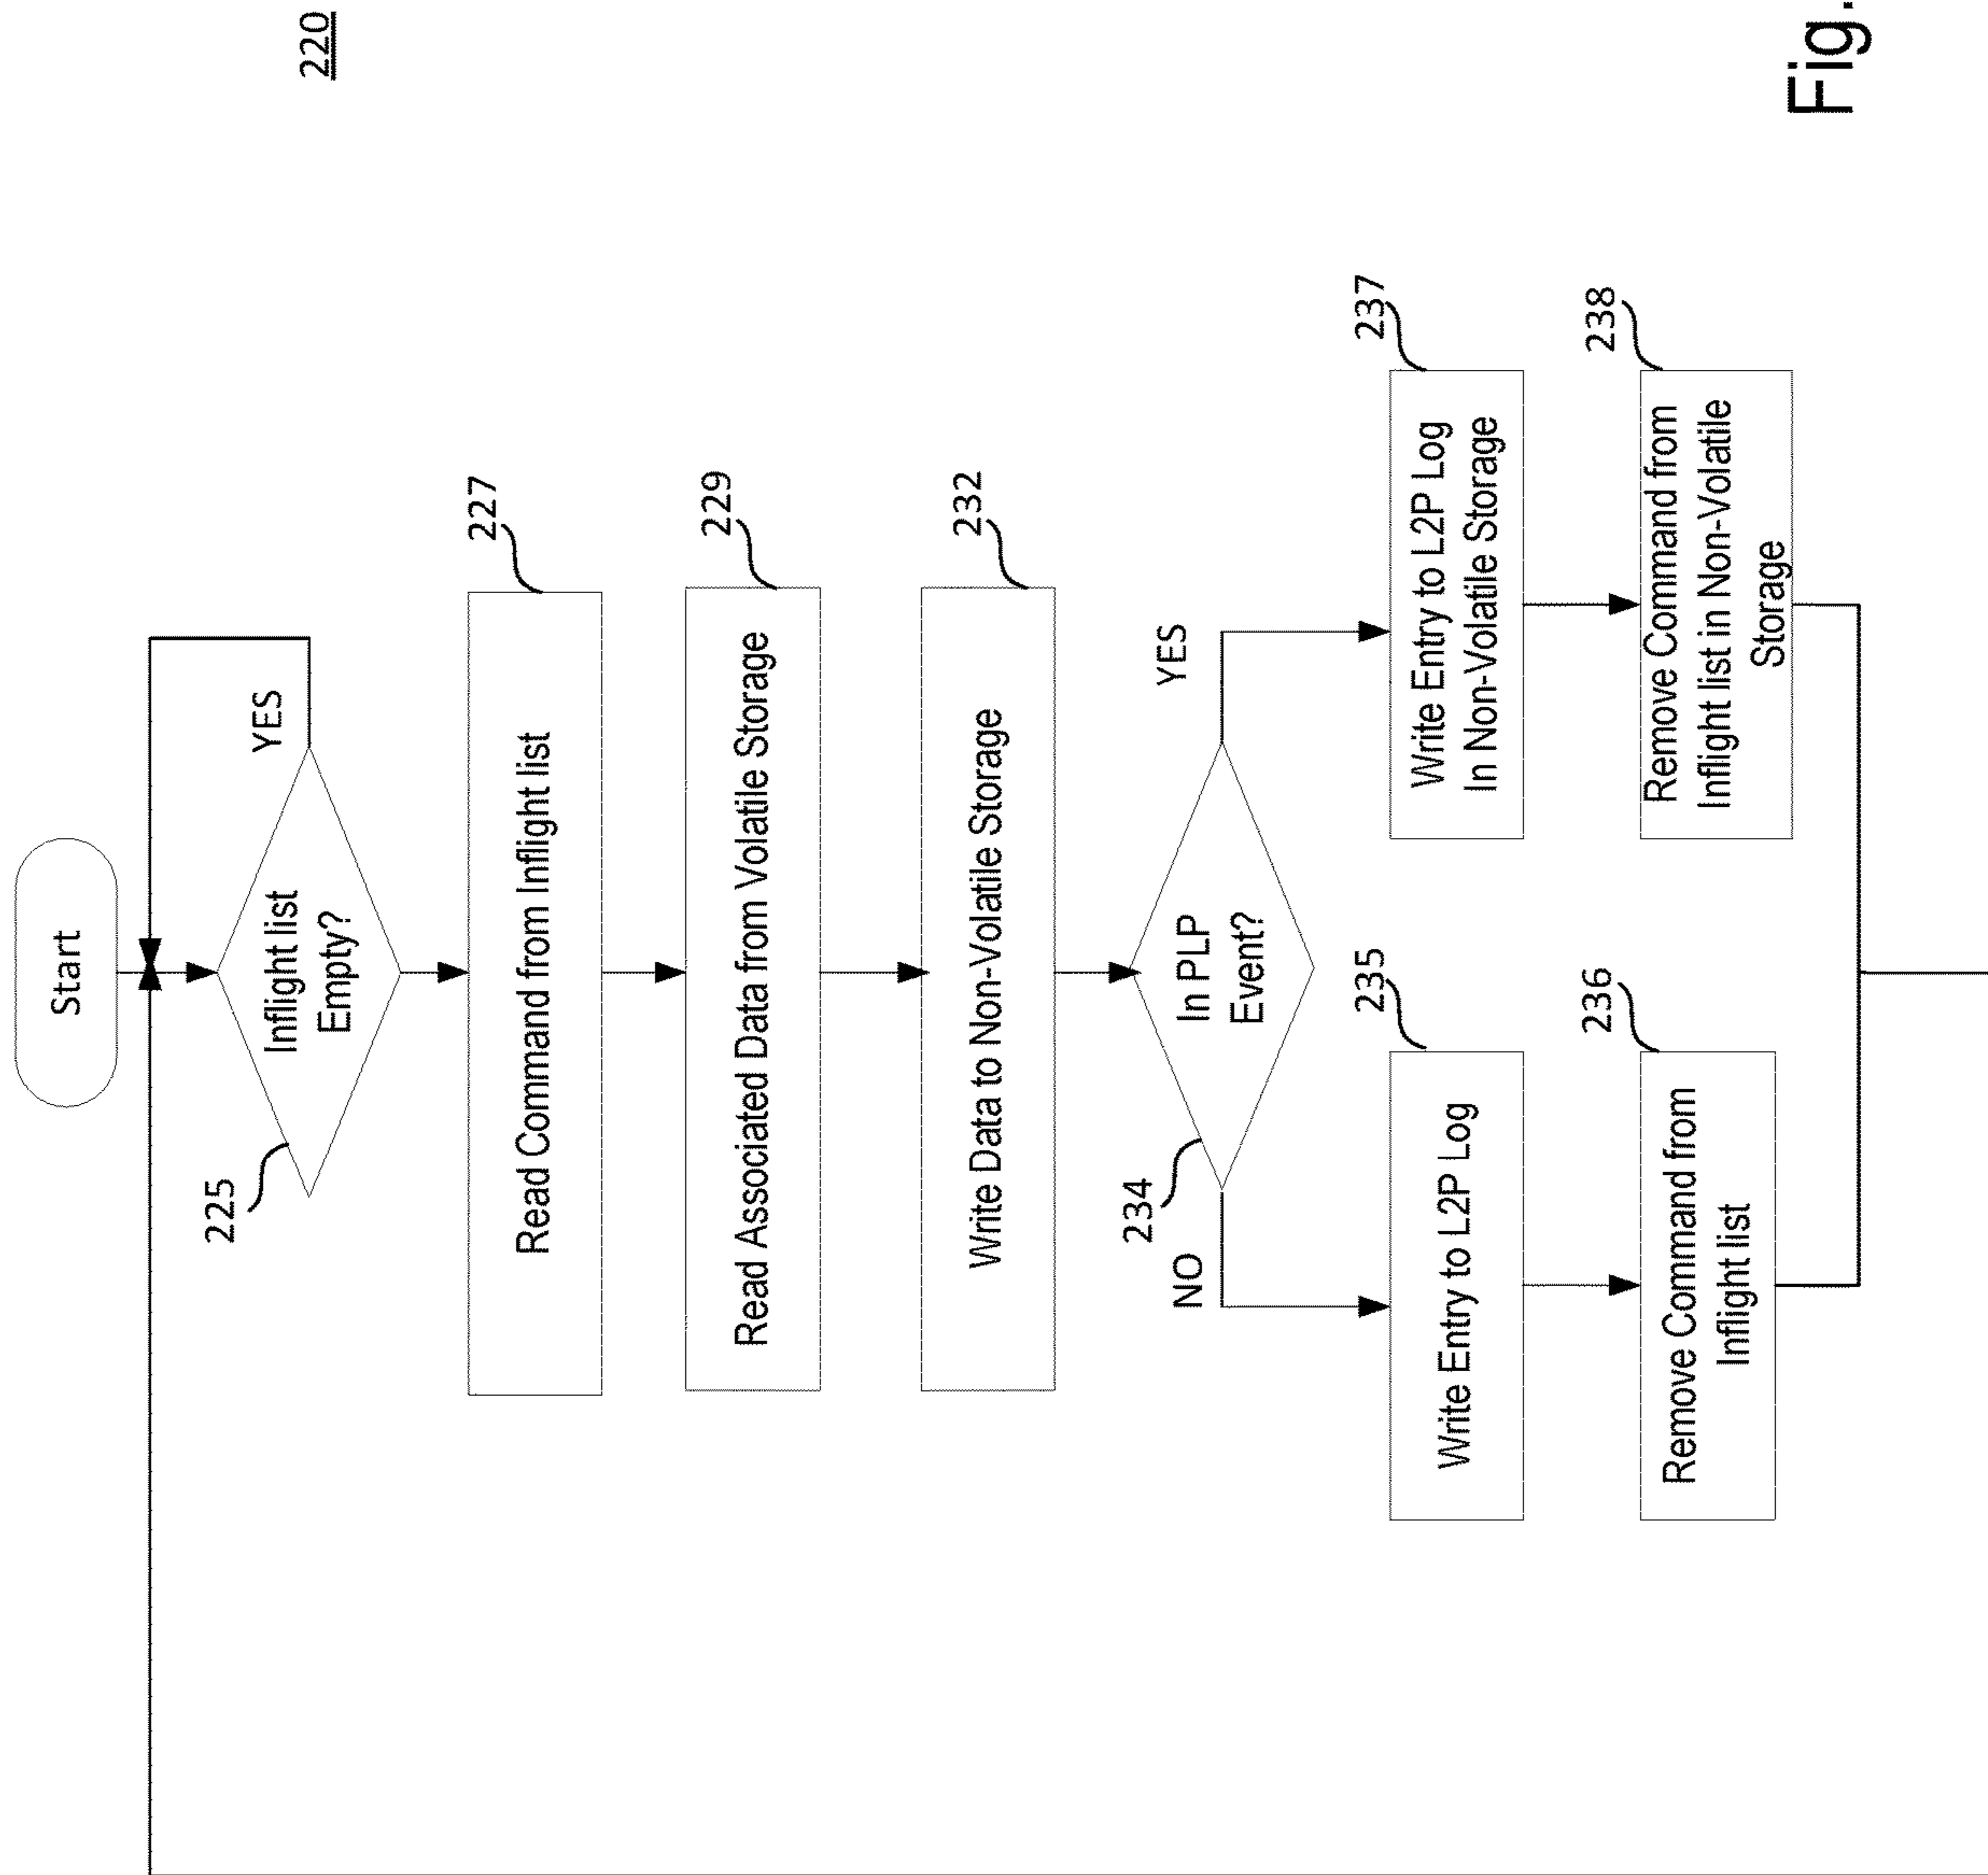 220
Start
Inflight list
Empty?
YES
225
Read Command from Inflight list
227
Read Associated Data from Volatile Storage
229
Write Data to Non-Volatile Storage
232
In PLP
Event?
234
NO
YES
Write Entry to L2P Log
235
Remove Command from
Inflight list
236
Write Entry to L2P Log
In Non-Volatile Storage
237
Remove Command from
Inflight list in Non-Volatile
Storage
238
Fig.